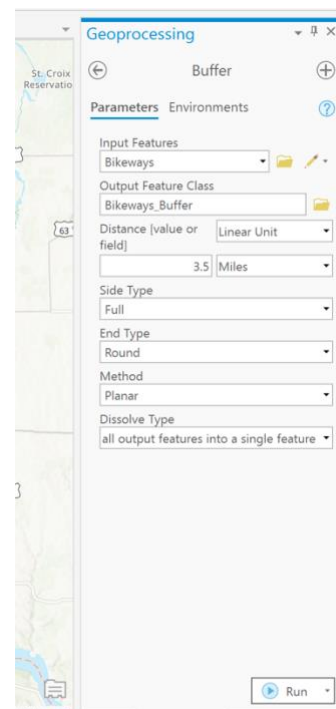 Geoprocessing
St. Croix
Reservatio
Buffer
Parameters Environments
Input Features
Bikeways
Output Feature Class
Bikeways_Buffer
63
Distance [value or Linear Unit
field]
3.5 Miles
Side Type
Full
End Type
Round
Method
Planar
Dissolve Type
all output features into a single feature
Run